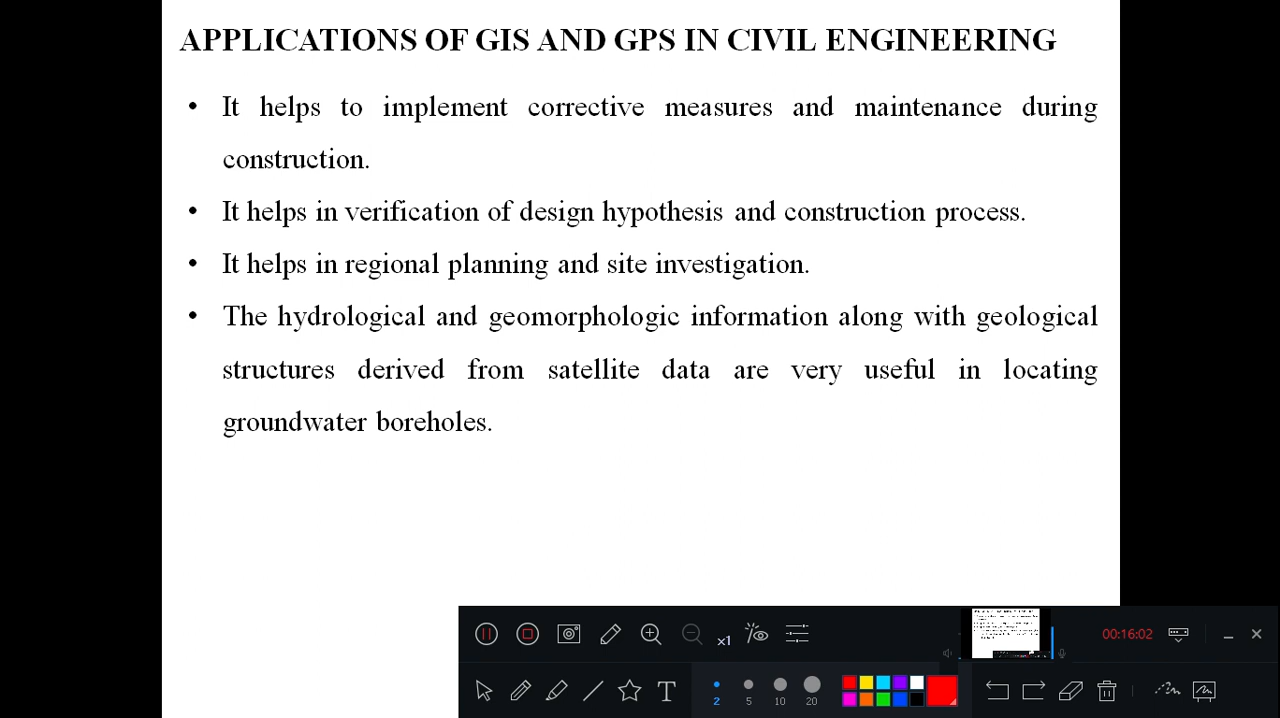 APPLICATIONS OF GIS AND GPS IN CIVIL ENGINEERING
• It helps to implement corrective measures and maintenance during
construction.
• It helps in verification of design hypothesis and construction process.
• It helps in regional planning and site investigation.
• The hydrological and geomorphologic information along with geological
structures derived from satellite data are very useful in locating
groundwater boreholes.
x1
00:16:02
T
2 5 10 20